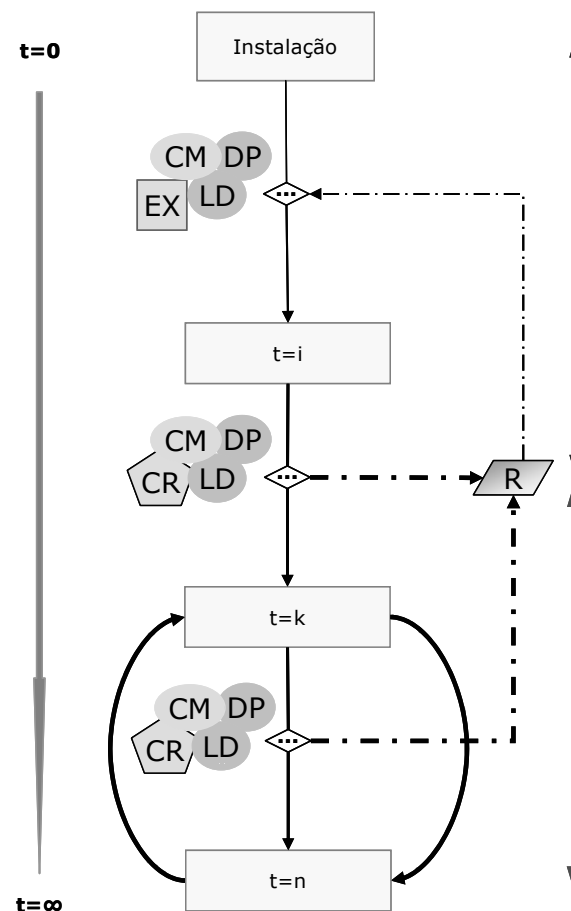 t=0
Instalação
CM DP
EX LD
...
t=i
CM DP
CR LD
...
R
t=k
CM DP
CR LD
...
t=n
t=∞